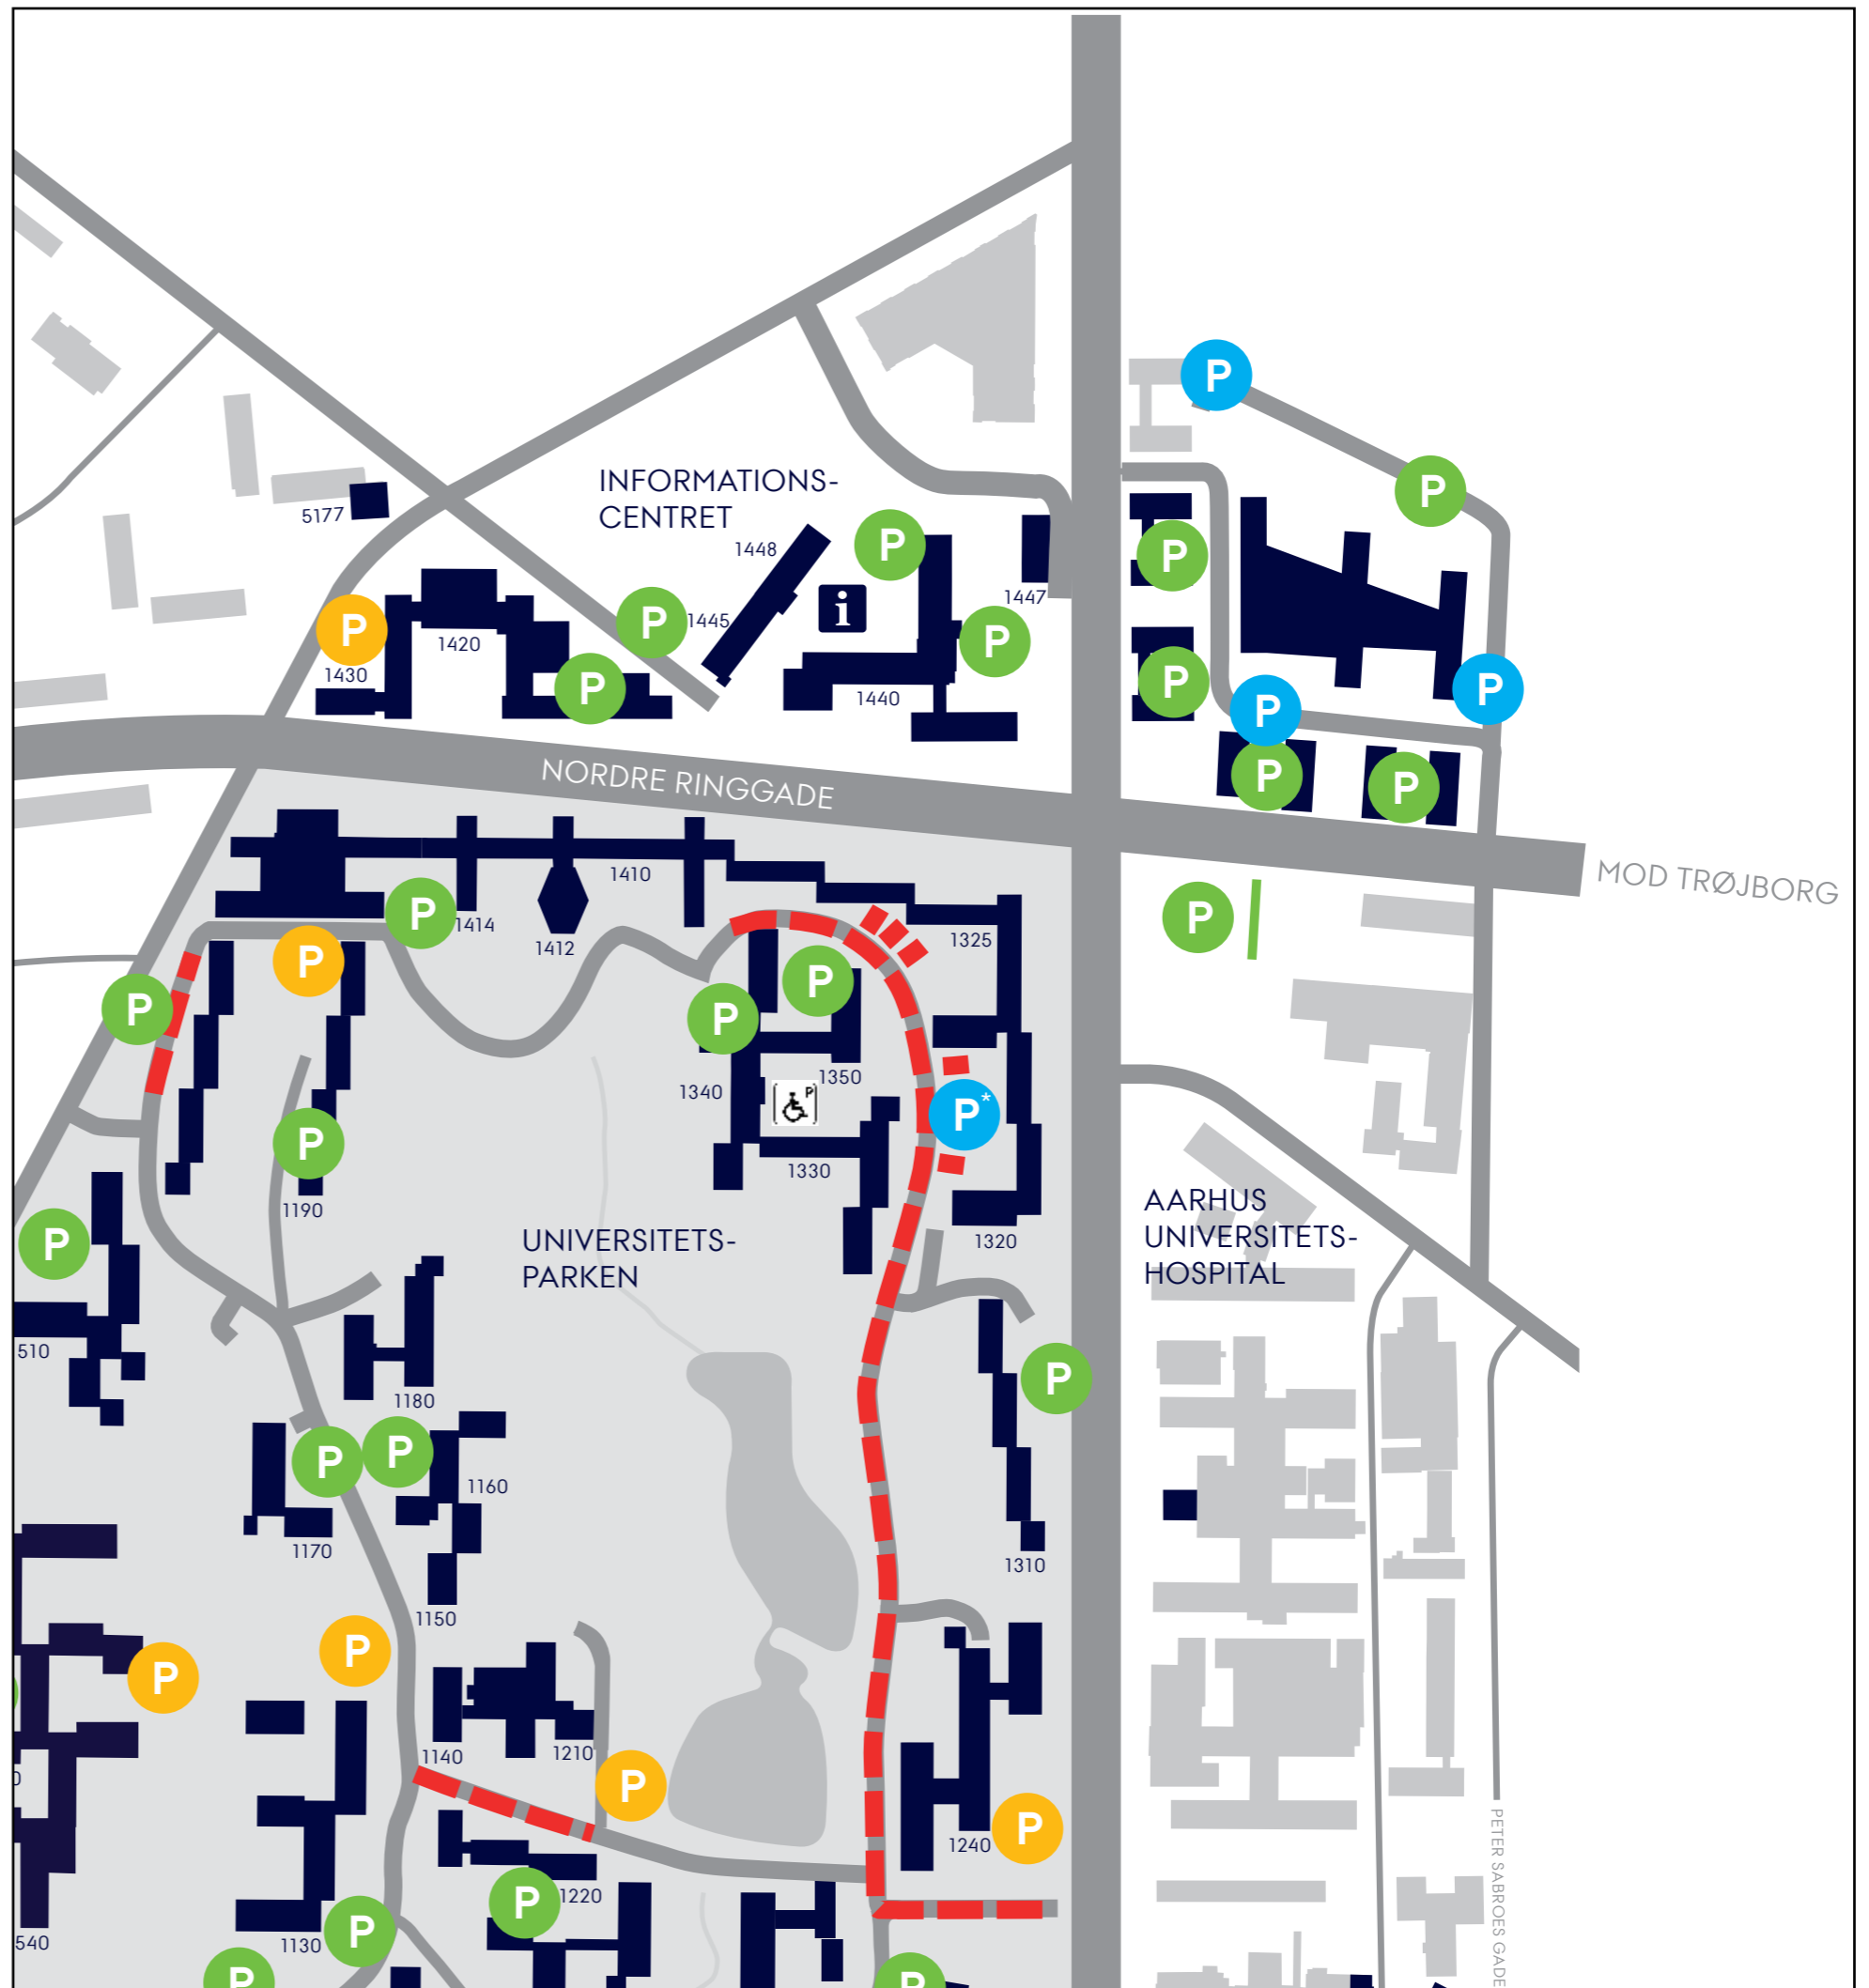 P
P
INFORMATIONS-
CENTRET
5177
1448
P
P
1447
P
1445
i
P
P
1420
P
1430
P
P
P
1440
P
P
P
NORDRE RINGGADE
MOD TRØJBORG
1410
P
1414
1412
1325
P
P
P
P
P
1340
P
1350
P*
P
1330
1190
AARHUS
UNIVERSITETS-
HOSPITAL
P
UNIVERSITETS-
PARKEN
1320
510
P
1180
P
P
1160
1170
1310
1150
P
P
1140
1210
P
P
1240
PETER SABROES GADE
P
1220
P
540
1130
P
P